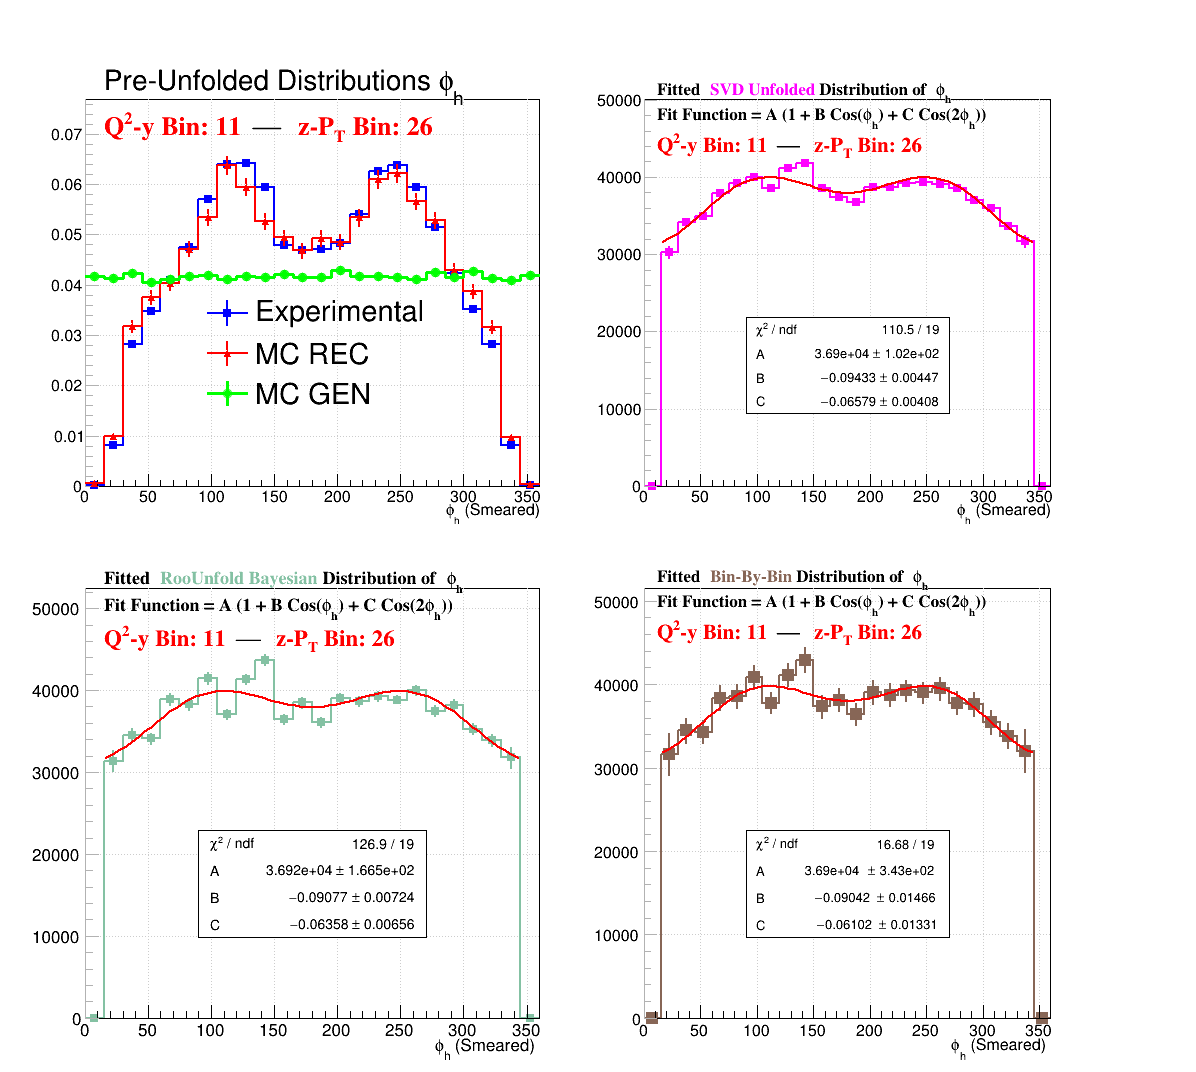 Pre-Unfolded Distributions ϕh
Q²-y Bin: 11 — z-PT Bin: 26
0.07
0.06
0.05
0.04
0.03
0.02
0.01
0
Experimental
MC REC
MC GEN
0 50 100 150 200 250 300 350
ϕh (Smeared)
Fitted SVD Unfolded Distribution of ϕh
Fit Function = A (1 + B Cos(ϕh) + C Cos(2ϕh))
Q²-y Bin: 11 — z-PT Bin: 26
50000
40000
30000
20000
10000
0
χ² / ndf 110.5 / 19
A 3.69e+04 ± 1.02e+02
B −0.09433 ± 0.00447
C −0.06579 ± 0.00408
0 50 100 150 200 250 300 350
ϕh (Smeared)
Fitted RooUnfold Bayesian Distribution of ϕh
Fit Function = A (1 + B Cos(ϕh) + C Cos(2ϕh))
Q²-y Bin: 11 — z-PT Bin: 26
50000
40000
30000
20000
10000
0
χ² / ndf 126.9 / 19
A 3.692e+04 ± 1.665e+02
B −0.09077 ± 0.00724
C −0.06358 ± 0.00656
0 50 100 150 200 250 300 350
ϕh (Smeared)
Fitted Bin-By-Bin Distribution of ϕh
Fit Function = A (1 + B Cos(ϕh) + C Cos(2ϕh))
Q²-y Bin: 11 — z-PT Bin: 26
50000
40000
30000
20000
10000
0
χ² / ndf 16.68 / 19
A 3.69e+04 ± 3.43e+02
B −0.09042 ± 0.01466
C −0.06102 ± 0.01331
0 50 100 150 200 250 300 350
ϕh (Smeared)